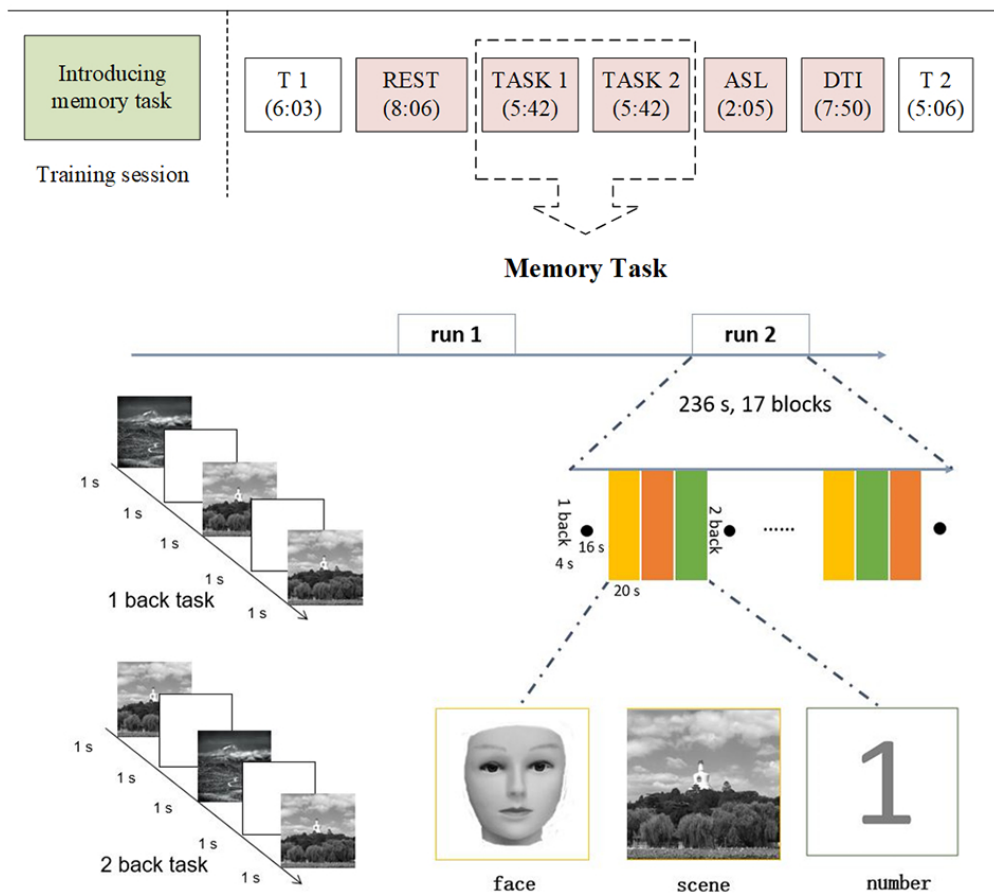 Introducing
memory task
Training session
T 1
(6:03)
REST
(8:06)
TASK 1
(5:42)
TASK 2
(5:42)
ASL
(2:05)
DTI
(7:50)
T 2
(5:06)
Memory Task
run 1
run 2
236 s, 17 blocks
1 s
1 s
1 s
1 s
1 s
1 back task
1 back
4 s
16 s
20 s
2 back
......
1 s
1 s
1 s
1 s
1 s
2 back task
1
face
scene
number